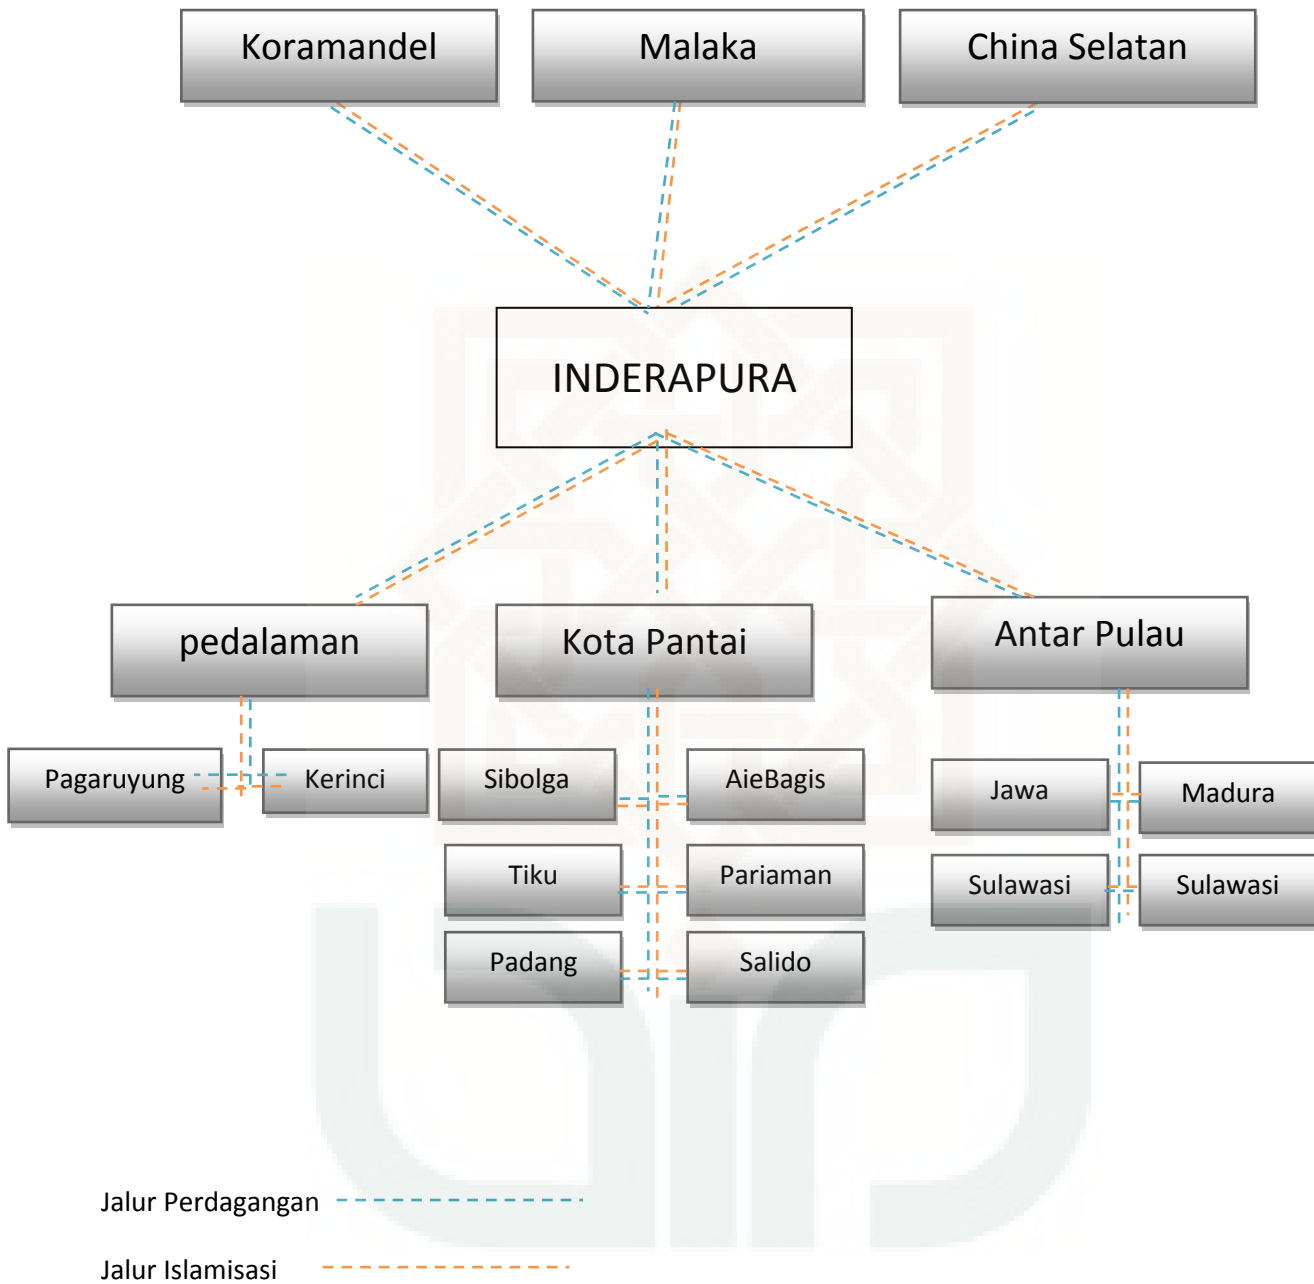 Koramandel
Malaka
China Selatan
INDERAPURA
pedalaman
Kota Pantai
Antar Pulau
Pagaruyung
Kerinci
Sibolga
AieBagis
Jawa
Madura
Tiku
Pariaman
Sulawasi
Sulawasi
Padang
Salido
Jalur Perdagangan
Jalur Islamisasi